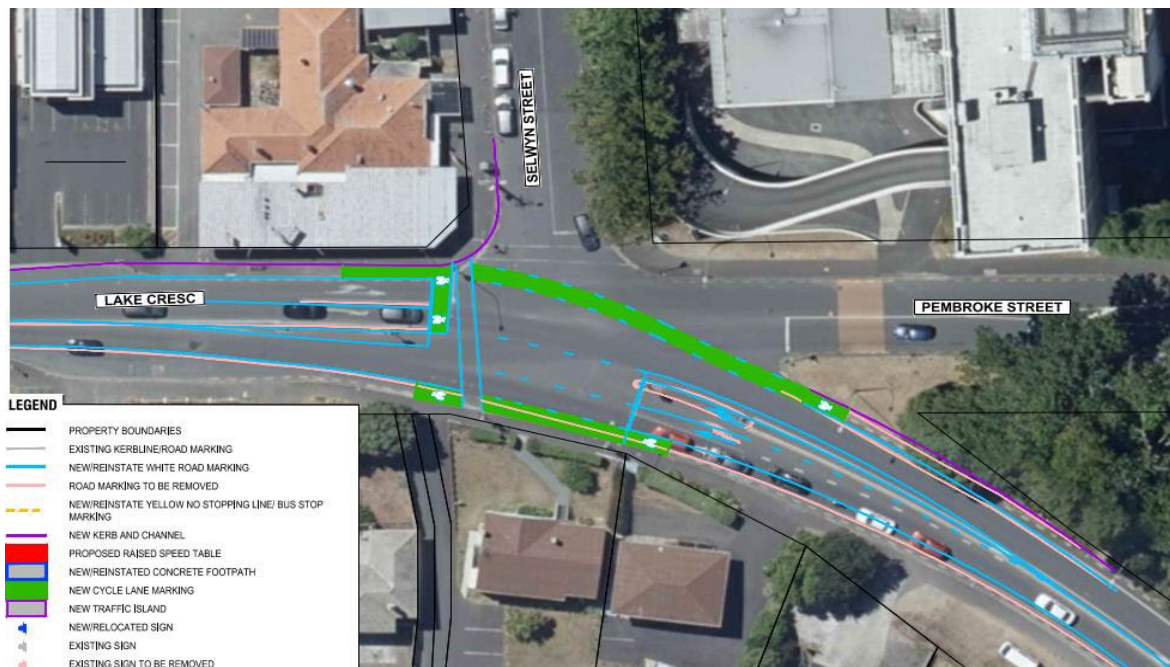 SELWYN STREET
LAKE CRESC
PEMBROKE STREET
LEGEND
PROPERTY BOUNDARIES
EXISTING KERBLINE/ROAD MARKING
NEW/REINSTATE WHITE ROAD MARKING
ROAD MARKING TO BE REMOVED
NEW/REINSTATE YELLOW NO STOPPING LINE/ BUS STOP
MARKING
NEW KERB AND CHANNEL
PROPOSED RAISED SPEED TABLE
NEW/REINSTATED CONCRETE FOOTPATH
NEW CYCLE LANE MARKING
NEW TRAFFIC ISLAND
NEW/RELOCATED SIGN
EXISTING SIGN
EXISTING SIGN TO BE REMOVED